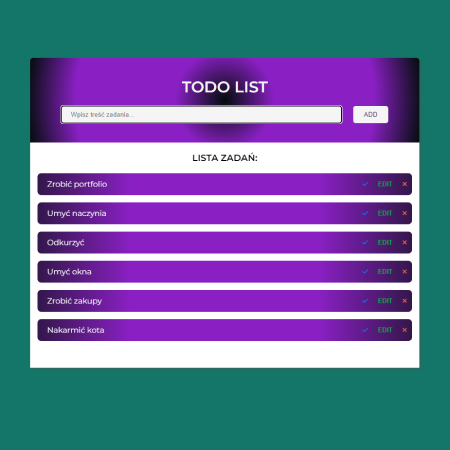 TODO LIST
Wpisz treść zadania...
ADD
LISTA ZADAŃ:
Zrobić portfolio EDIT
Umyć naczynia EDIT
Odkurzyć EDIT
Umyć okna EDIT
Zrobić zakupy EDIT
Nakarmić kota EDIT